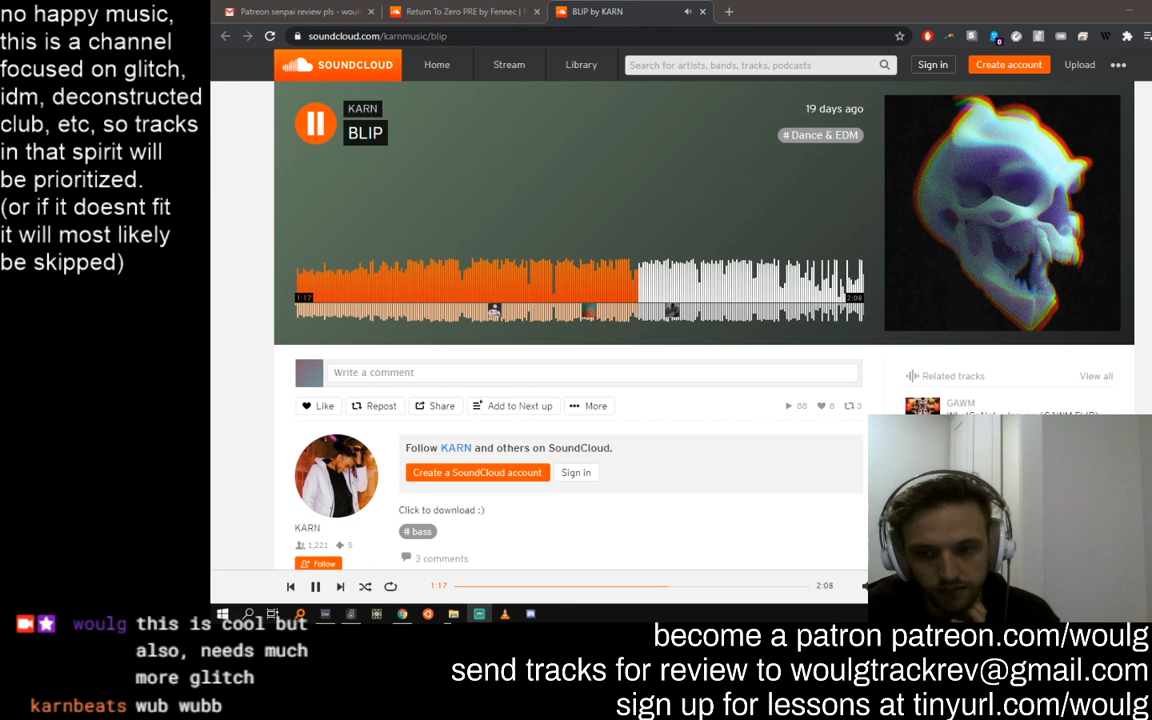 no happy music,
this is a channel
focused on glitch,
idm, deconstructed
club, etc, so tracks
in that spirit will
be prioritized.
(or if it doesnt fit
it will most likely
be skipped)
Patreon senpai review pls - woulg
Return To Zero PRE by Fennec |
BLIP by KARN
soundcloud.com/karnmusic/blip
SOUNDCLOUD
Home
Stream
Library
Search for artists, bands, tracks, podcasts
Sign in
Create account
Upload
KARN
BLIP
19 days ago
# Dance & EDM
1:17
2:08
Write a comment
Like
Repost
Share
Add to Next up
More
88
8
3
Related tracks
View all
GAWM
Follow KARN and others on SoundCloud.
Create a SoundCloud account
Sign in
Click to download :)
# bass
3 comments
KARN
1,221
5
Follow
1:17
2:08
woulg this is cool but
also, needs much
more glitch
karnbeats wub wubb
become a patron patreon.com/woulg
send tracks for review to woulgtrackrev@gmail.com
sign up for lessons at tinyurl.com/woulg